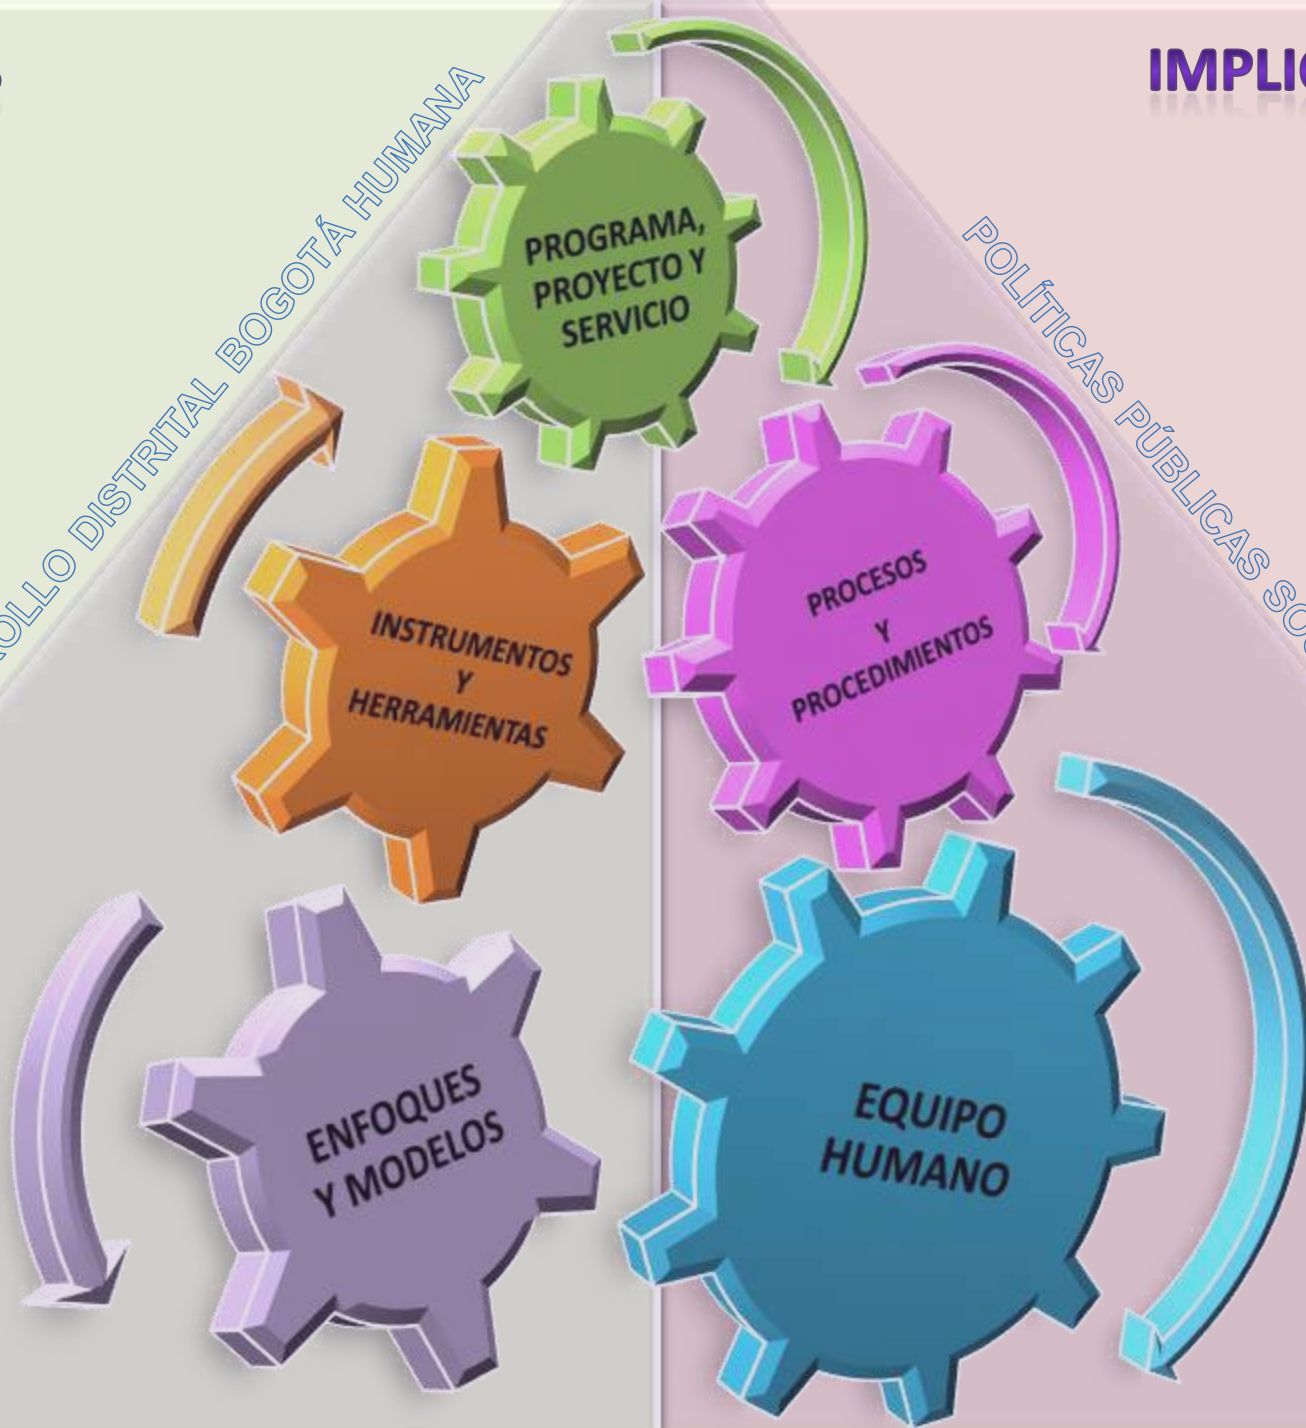 IMPLIC
OLLO DISTRITAL BOGOTÁ HUMANA
POLÍTICAS PÚBLICAS SO
PROGRAMA,
PROYECTO Y
SERVICIO
INSTRUMENTOS
Y
HERRAMIENTAS
PROCESOS
Y
PROCEDIMIENTOS
ENFOQUES
Y MODELOS
EQUIPO
HUMANO